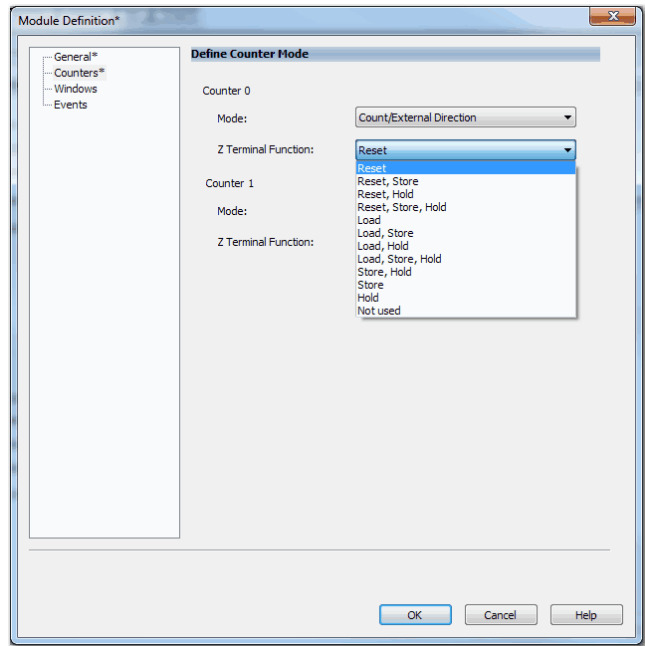 Module Definition*
General*
Counters*
Windows
Events
Define Counter Mode
Counter 0
Mode: Count/External Direction
Z Terminal Function: Reset
Reset
Reset, Store
Reset, Hold
Reset, Store, Hold
Load
Load, Store
Load, Hold
Load, Store, Hold
Store, Hold
Store
Hold
Not used
Counter 1
Mode:
Z Terminal Function:
OK Cancel Help